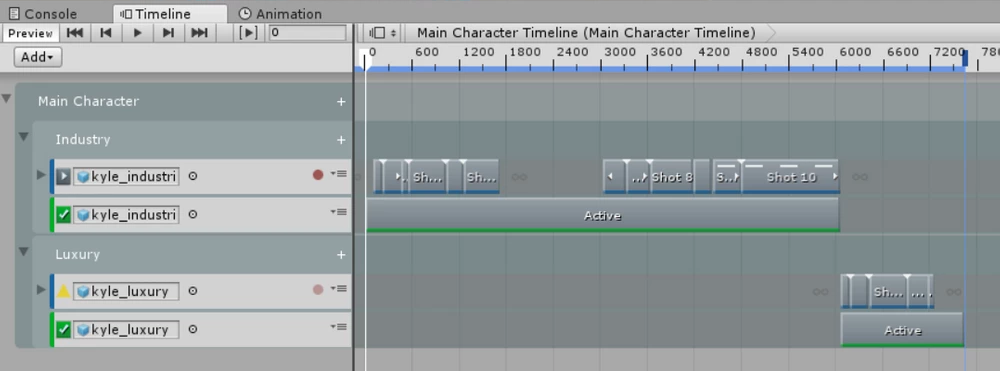 Console Timeline Animation
Preview 0 Main Character Timeline (Main Character Timeline)
Add 0 600 1200 1800 2400 3000 3600 4200 4800 5400 6000 6600 7200 780
Main Character
Industry
kyle_industri Sh... Sh... ... Shot 8 S... Shot 10
kyle_industri Active
Luxury
kyle_luxury Sh... ...
kyle_luxury Active